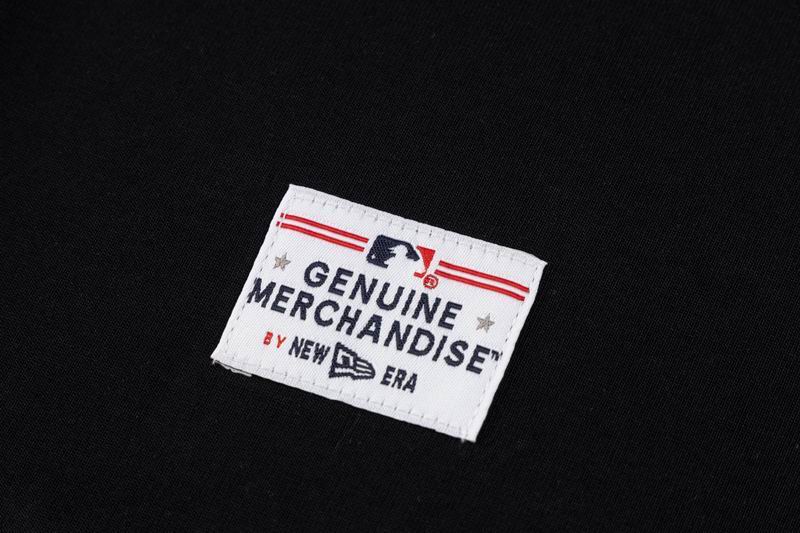 ®
GENUINE
MERCHANDISE™
BY NEW ERA